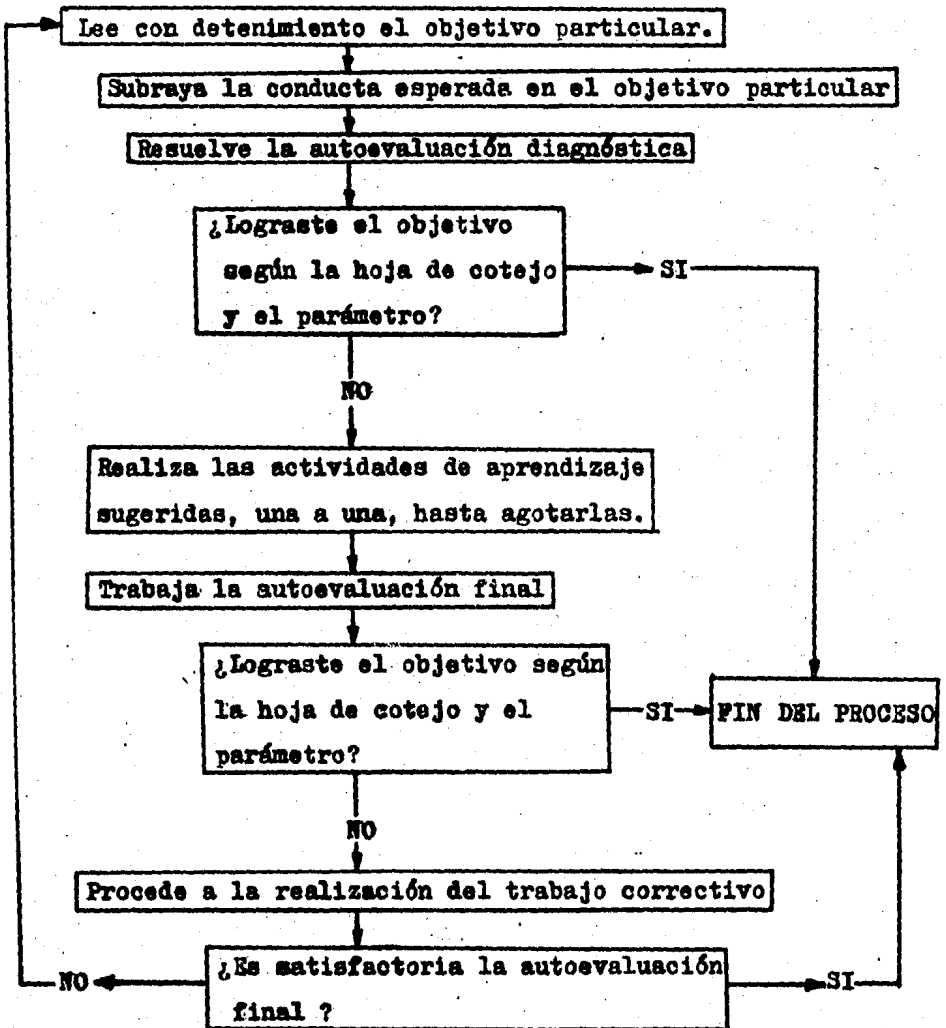 Lee con detenimiento el objetivo particular.
Subraya la conducta esperada en el objetivo particular
Resuelve la autoevaluación diagnóstica
¿Lograste el objetivo
según la hoja de cotejo
y el parámetro?
SI
NO
Realiza las actividades de aprendizaje
sugeridas, una a una, hasta agotarlas.
Trabaja la autoevaluación final
¿Lograste el objetivo según
la hoja de cotejo y el
parámetro?
SI
FIN DEL PROCESO
NO
Procede a la realización del trabajo correctivo
¿Es satisfactoria la autoevaluación
final ?
NO
SI